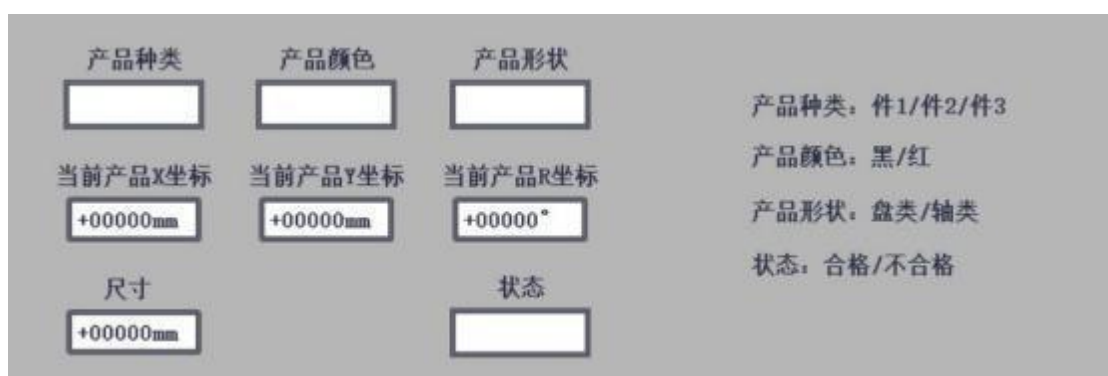 产品种类 产品颜色 产品形状
当前产品X坐标 当前产品Y坐标 当前产品R坐标
+00000mm +00000mm +00000°
尺寸 状态
+00000mm
产品种类：件1/件2/件3
产品颜色：黑/红
产品形状：盘类/轴类
状态：合格/不合格